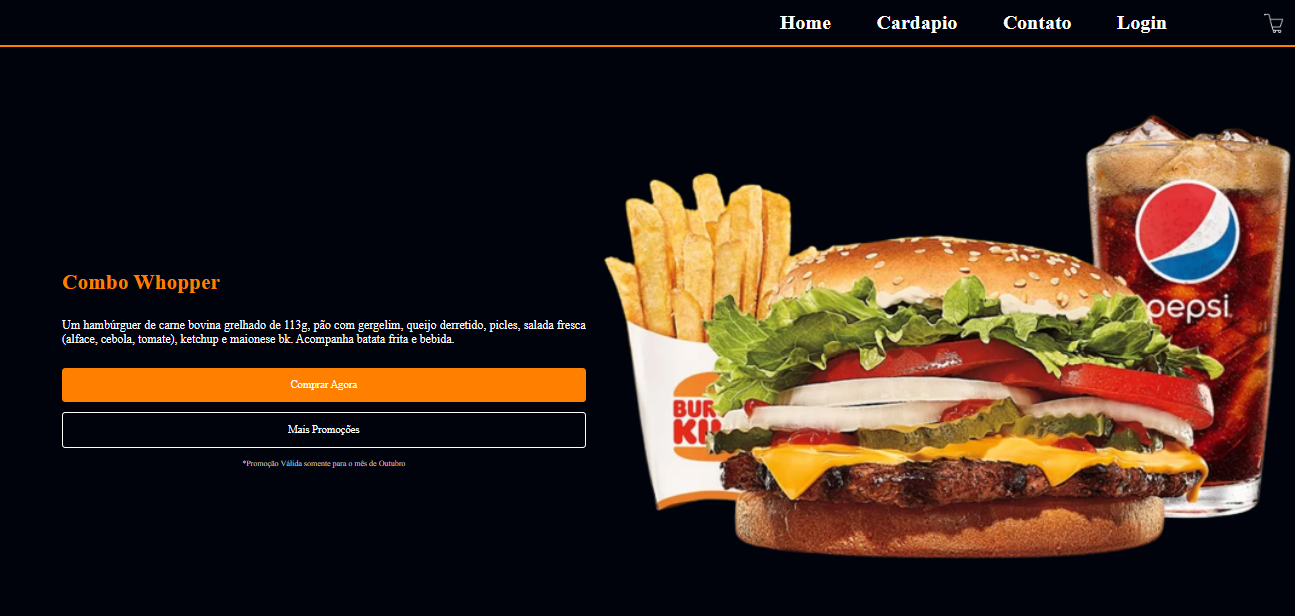 Home Cardapio Contato Login
Combo Whopper
Um hambúrguer de carne bovina grelhado de 113g, pão com gergelim, queijo derretido, picles, salada fresca
(alface, cebola, tomate), ketchup e maionese bk. Acompanha batata frita e bebida.
Comprar Agora
Mais Promoções
*Promoção Válida somente para o mês de Outubro
pepsi
BUR
KI